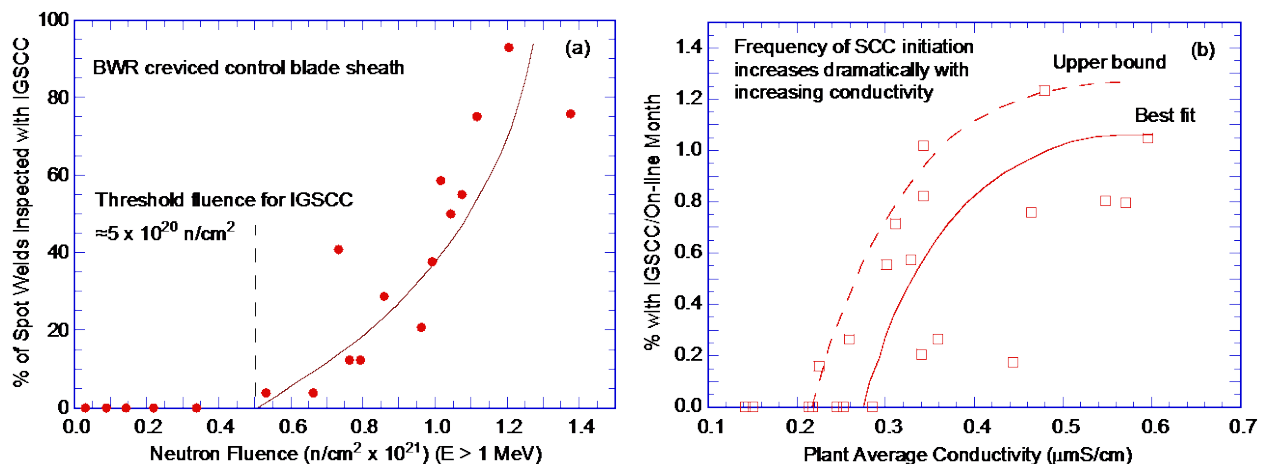 (a)
BWR creviced control blade sheath
Threshold fluence for IGSCC
≈5 x 10²⁰ n/cm²
% of Spot Welds Inspected with IGSCC
100
80
60
40
20
0
0.0 0.2 0.4 0.6 0.8 1.0 1.2 1.4
Neutron Fluence (n/cm² x 10²¹) (E > 1 MeV)
(b)
Frequency of SCC initiation
increases dramatically with
increasing conductivity
Upper bound
Best fit
% with IGSCC/On-line Month
1.4
1.2
1.0
0.8
0.6
0.4
0.2
0.0
0.1 0.2 0.3 0.4 0.5 0.6 0.7
Plant Average Conductivity (μmS/cm)